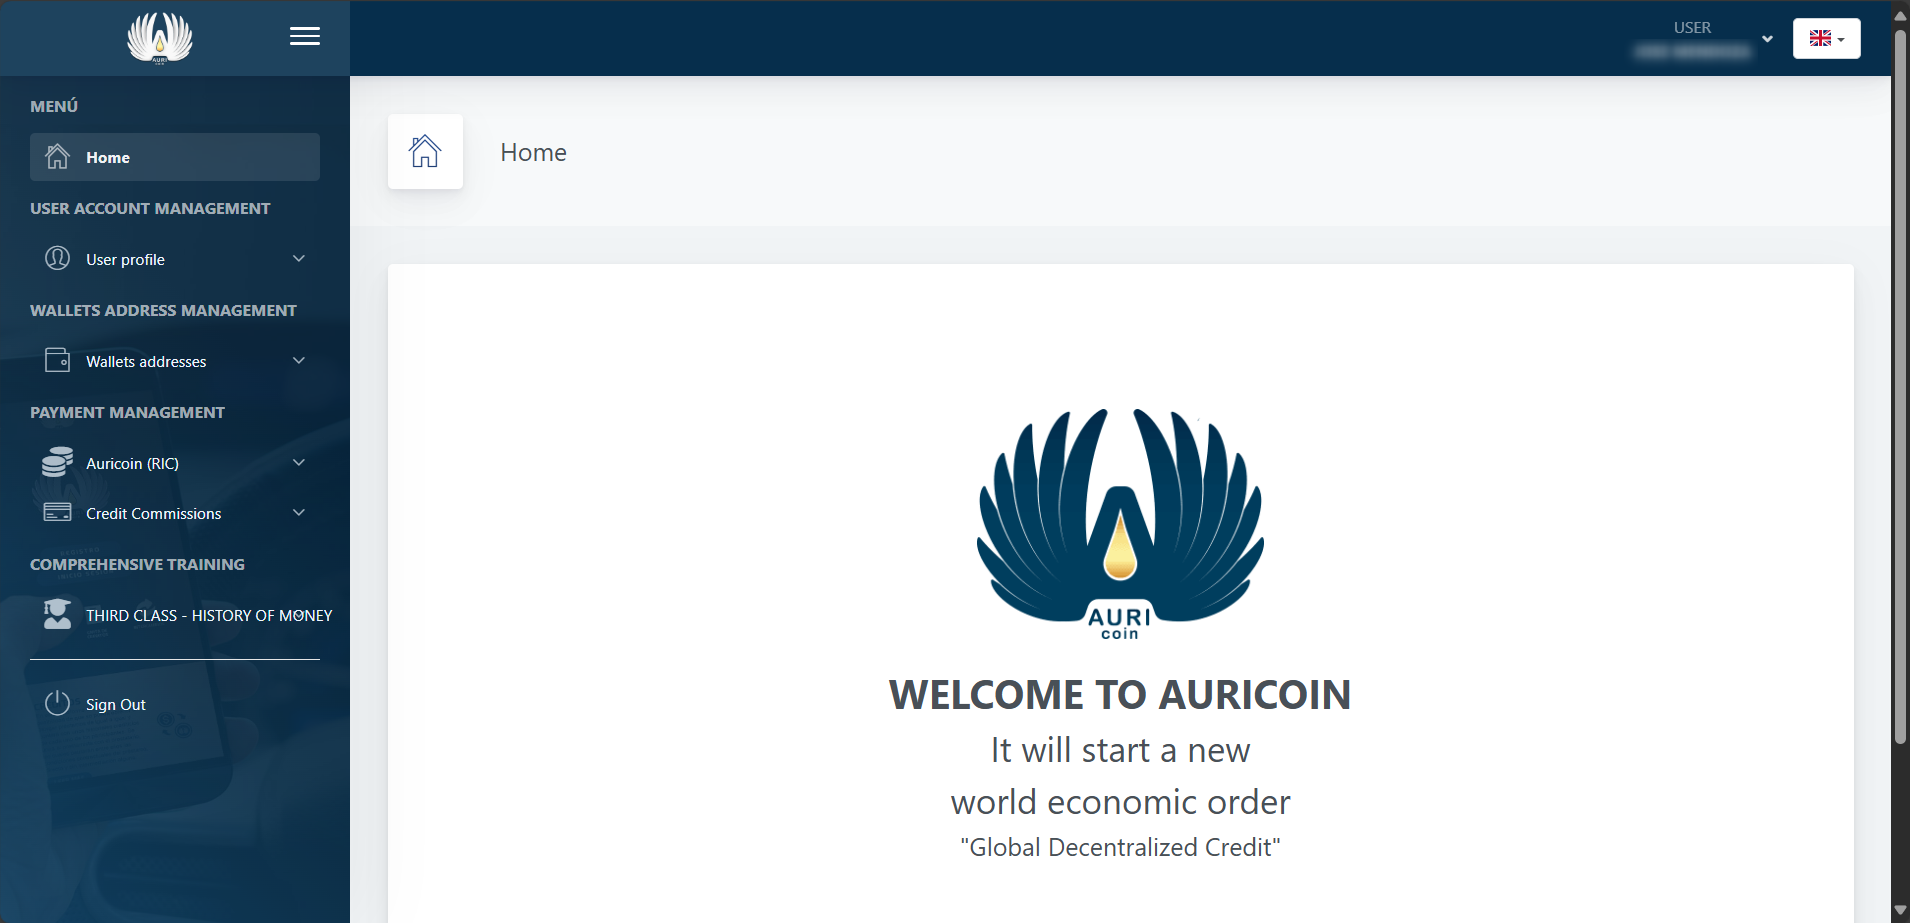 AURI
coin
USER
MENÚ
Home
USER ACCOUNT MANAGEMENT
User profile
WALLETS ADDRESS MANAGEMENT
Wallets addresses
PAYMENT MANAGEMENT
Auricoin (RIC)
Credit Commissions
COMPREHENSIVE TRAINING
THIRD CLASS - HISTORY OF MONEY
Sign Out
Home
AURI
coin
WELCOME TO AURICOIN
It will start a new
world economic order
"Global Decentralized Credit"